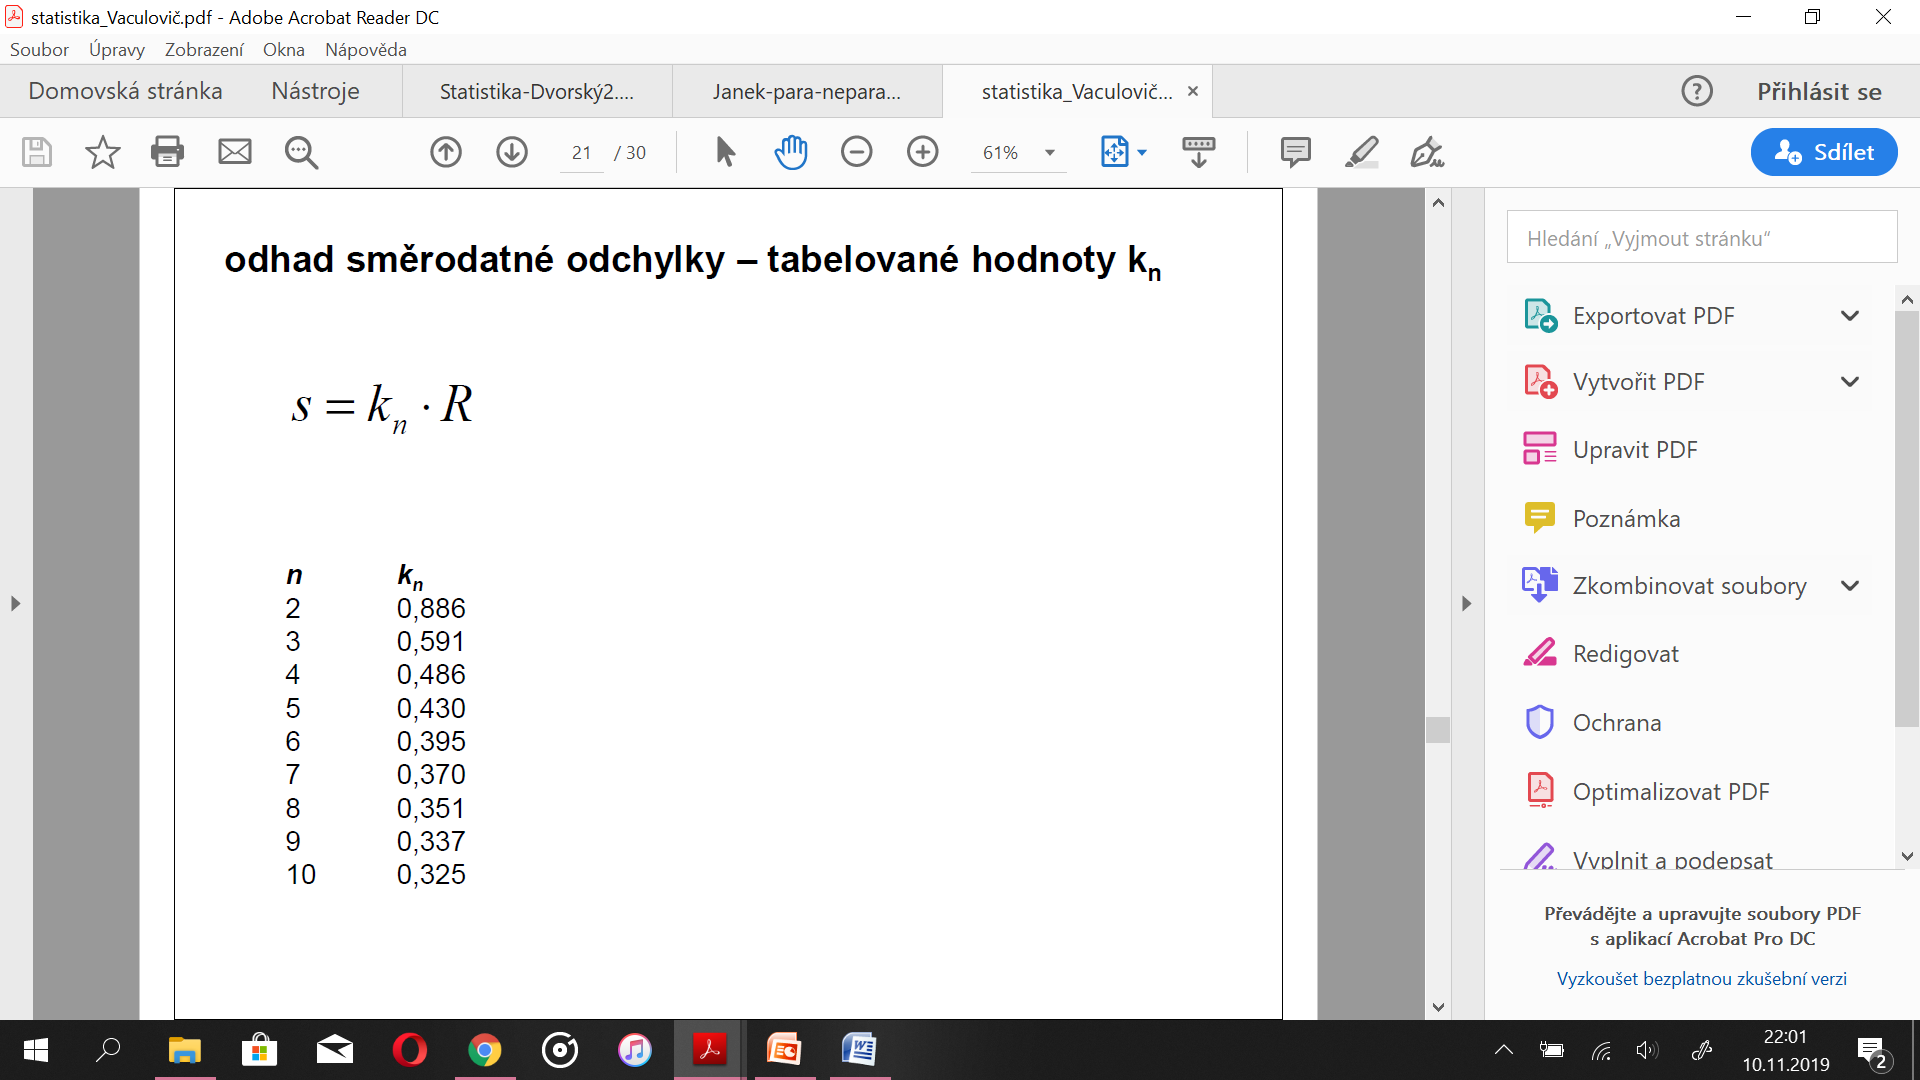 statistika_Vaculovič.pdf - Adobe Acrobat Reader DC
Soubor Úpravy Zobrazení Okna Nápověda
Domovská stránka Nástroje Statistika-Dvorský2.... Janek-para-nepara... statistika_Vaculovič... × Přihlásit se
21 / 30 61% Sdílet
odhad směrodatné odchylky – tabelované hodnoty kn
s = kn · R
n kn
2 0,886
3 0,591
4 0,486
5 0,430
6 0,395
7 0,370
8 0,351
9 0,337
10 0,325
Hledání „Vyjmout stránku“
Exportovat PDF
Vytvořit PDF
Upravit PDF
Poznámka
Zkombinovat soubory
Redigovat
Ochrana
Optimalizovat PDF
Vyplnit a podepsat
Převádějte a upravujte soubory PDF
s aplikací Acrobat Pro DC
Vyzkoušet bezplatnou zkušební verzi
22:01
10.11.2019
2